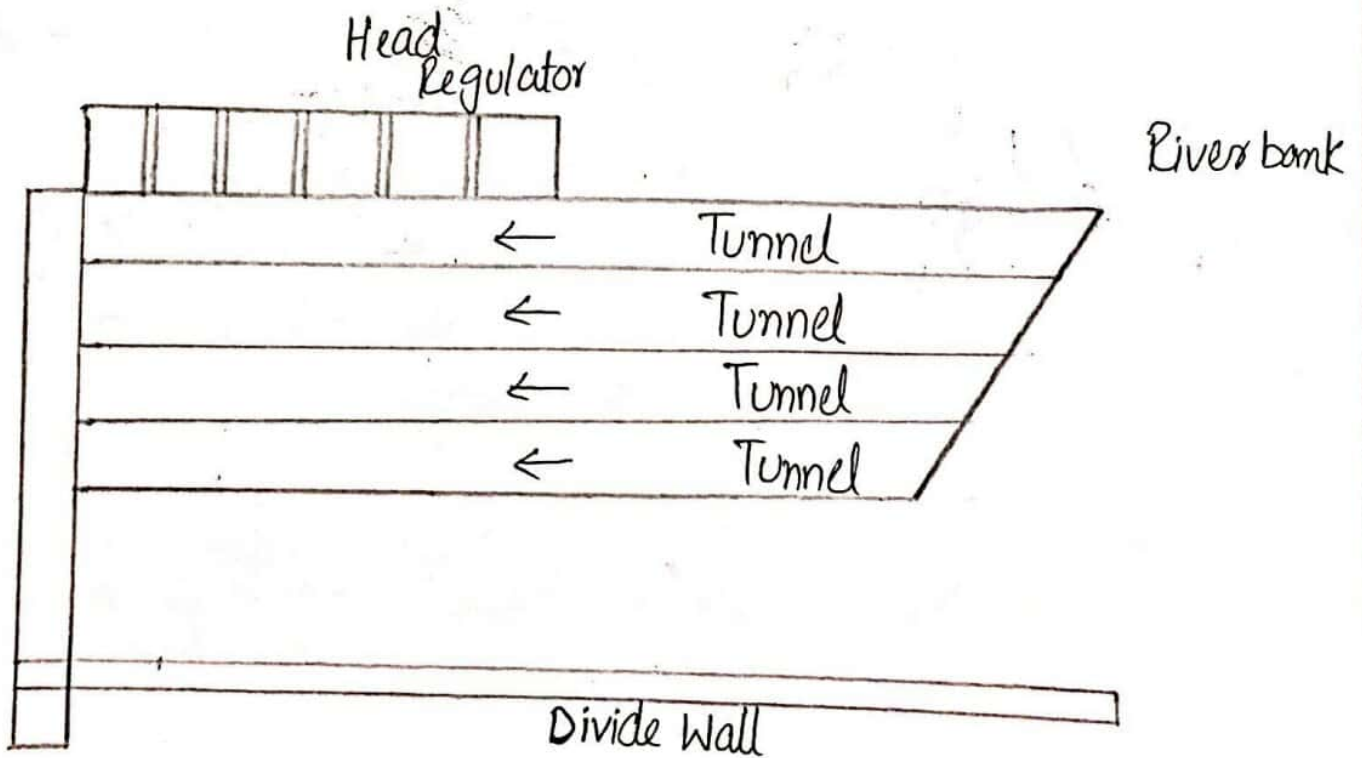 Head
Regulator
River bank
← Tunnel
← Tunnel
← Tunnel
← Tunnel
Divide Wall